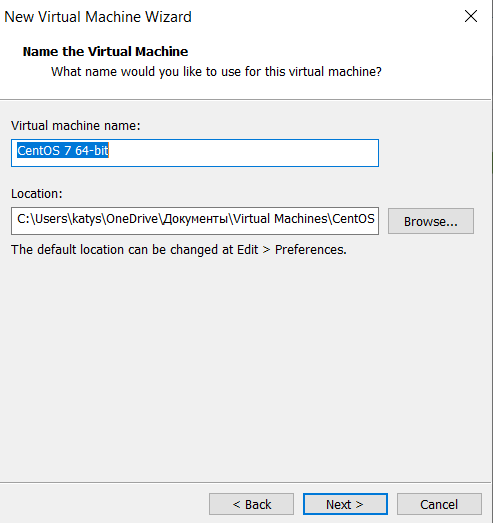 New Virtual Machine Wizard
Name the Virtual Machine
What name would you like to use for this virtual machine?
Virtual machine name:
CentOS 7 64-bit
Location:
C:\Users\katys\OneDrive\Документы\Virtual Machines\CentOS
Browse...
The default location can be changed at Edit > Preferences.
< Back
Next >
Cancel